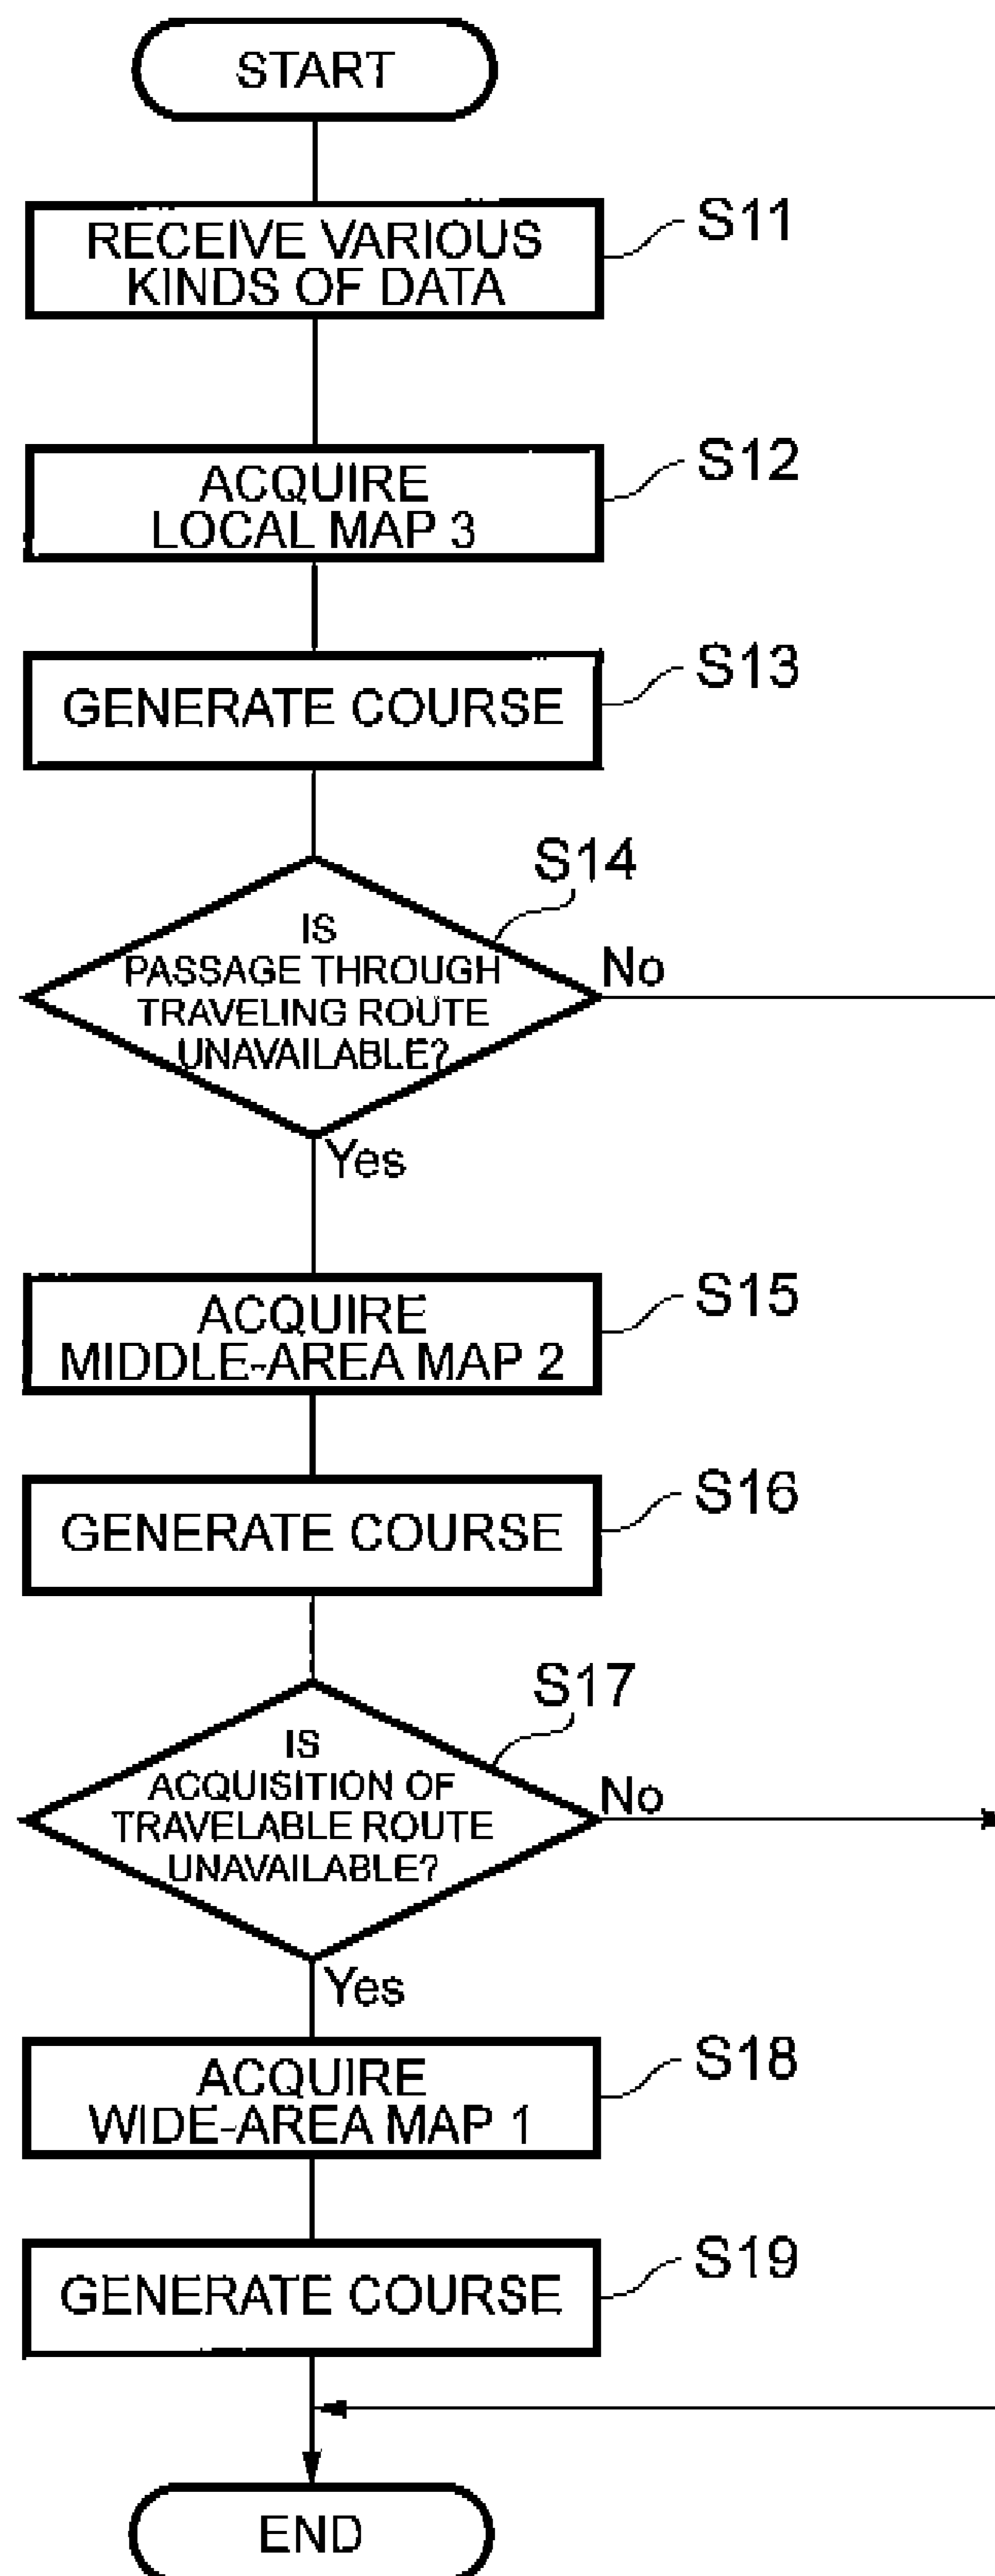 START
RECEIVE VARIOUS
KINDS OF DATA
S11
ACQUIRE
LOCAL MAP 3
S12
GENERATE COURSE
S13
S14
IS
PASSAGE THROUGH
TRAVELING ROUTE
UNAVAILABLE?
No
Yes
ACQUIRE
MIDDLE-AREA MAP 2
S15
GENERATE COURSE
S16
S17
IS
ACQUISITION OF
TRAVELABLE ROUTE
UNAVAILABLE?
No
Yes
ACQUIRE
WIDE-AREA MAP 1
S18
GENERATE COURSE
S19
END